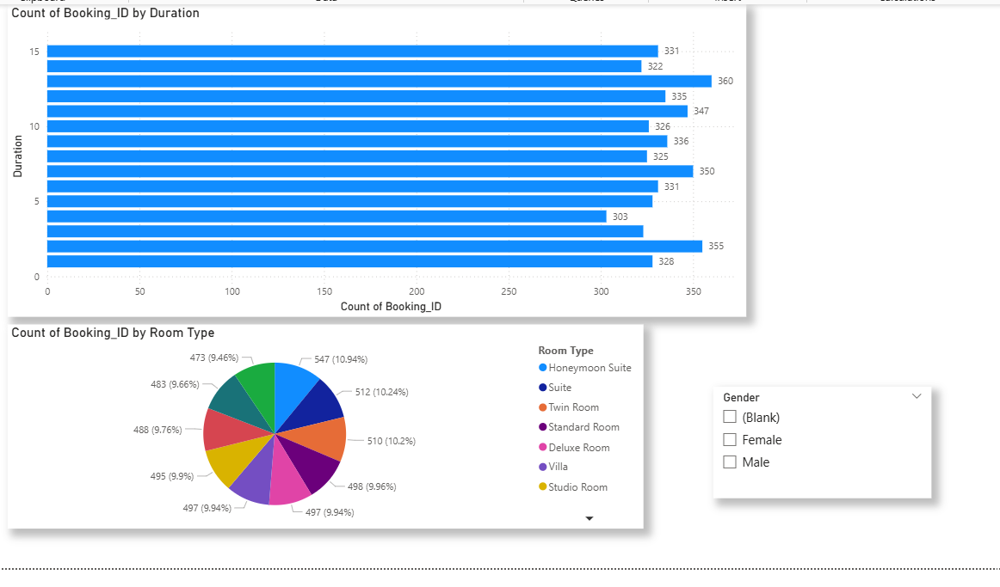 Count of Booking_ID by Duration
15
10
5
0
Duration
331
322
360
335
347
326
336
325
350
331
303
355
328
0 50 100 150 200 250 300 350
Count of Booking_ID
Count of Booking_ID by Room Type
473 (9.46%)
547 (10.94%)
483 (9.66%)
512 (10.24%)
488 (9.76%)
510 (10.2%)
495 (9.9%)
498 (9.96%)
497 (9.94%)
497 (9.94%)
Room Type
Honeymoon Suite
Suite
Twin Room
Standard Room
Deluxe Room
Villa
Studio Room
Gender
(Blank)
Female
Male